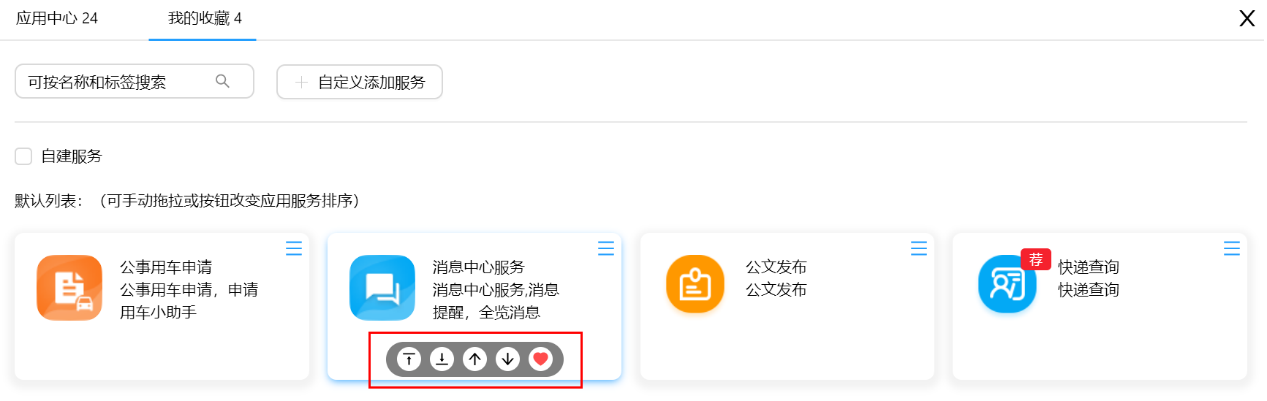 应用中心 24
我的收藏 4
X
可按名称和标签搜索
自定义添加服务
自建服务
默认列表：（可手动拖拉或按钮改变应用服务排序）
公事用车申请
公事用车申请，申请
用车小助手
消息中心服务
消息中心服务,消息
提醒，全览消息
公文发布
公文发布
荐
快递查询
快递查询